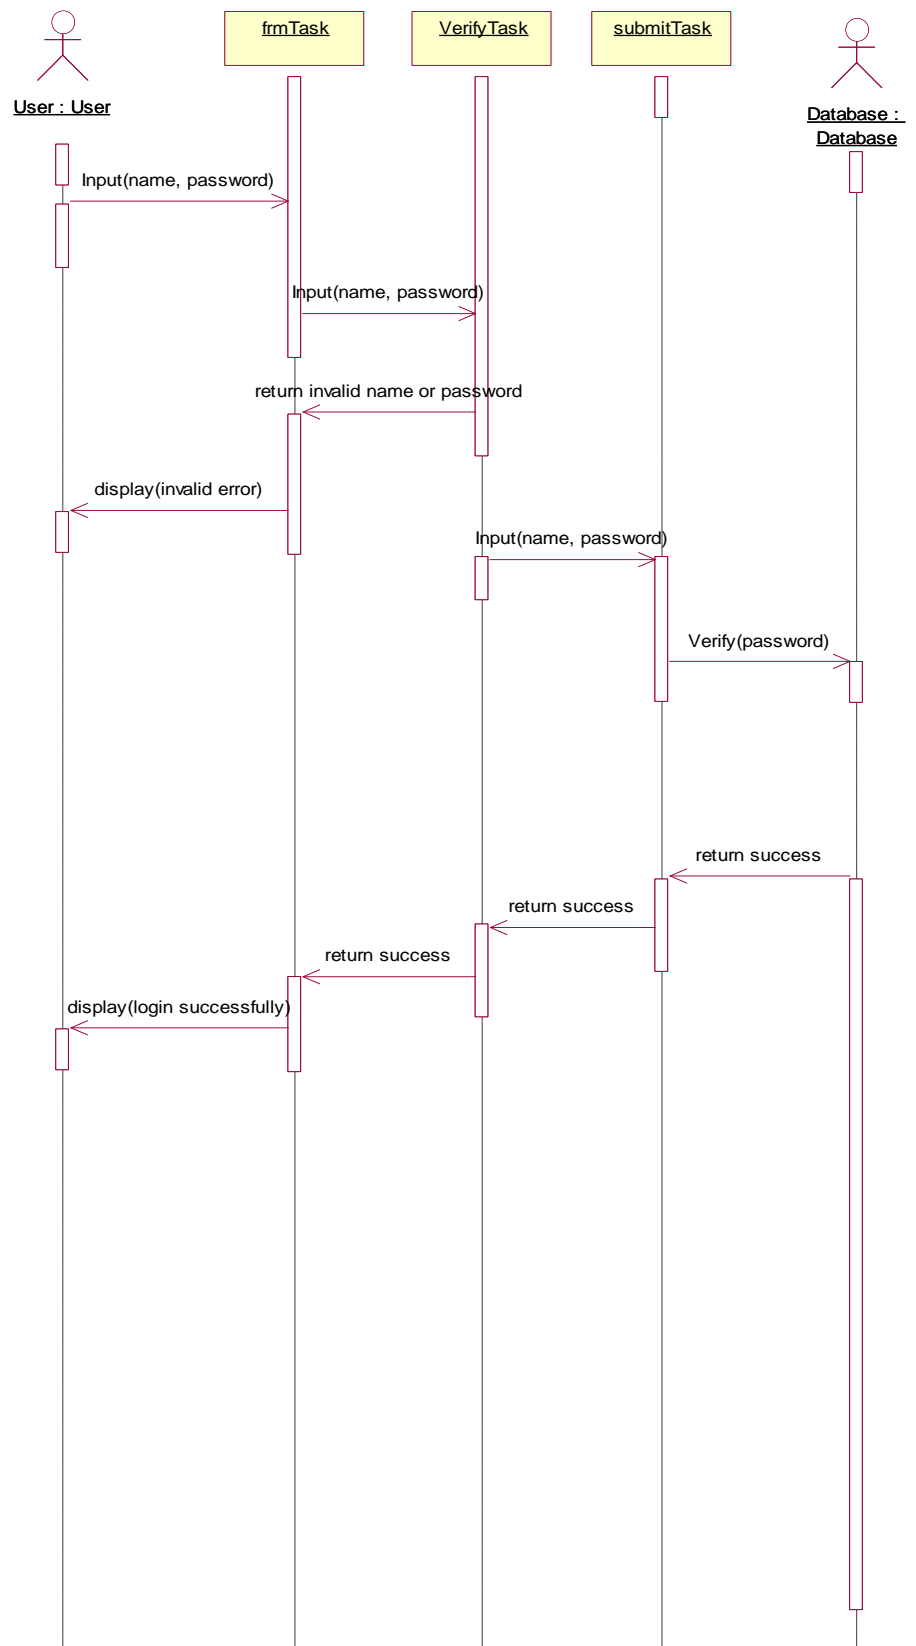 frmTask
VerifyTask
submitTask
User : User
Database :
Database
Input(name, password)
Input(name, password)
return invalid name or password
display(invalid error)
Input(name, password)
Verify(password)
return success
return success
return success
display(login successfully)